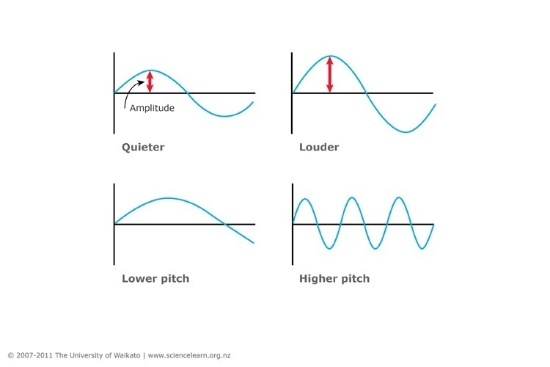 Amplitude
Quieter
Louder
Lower pitch
Higher pitch
© 2007-2011 The University of Waikato | www.sciencelearn.org.nz